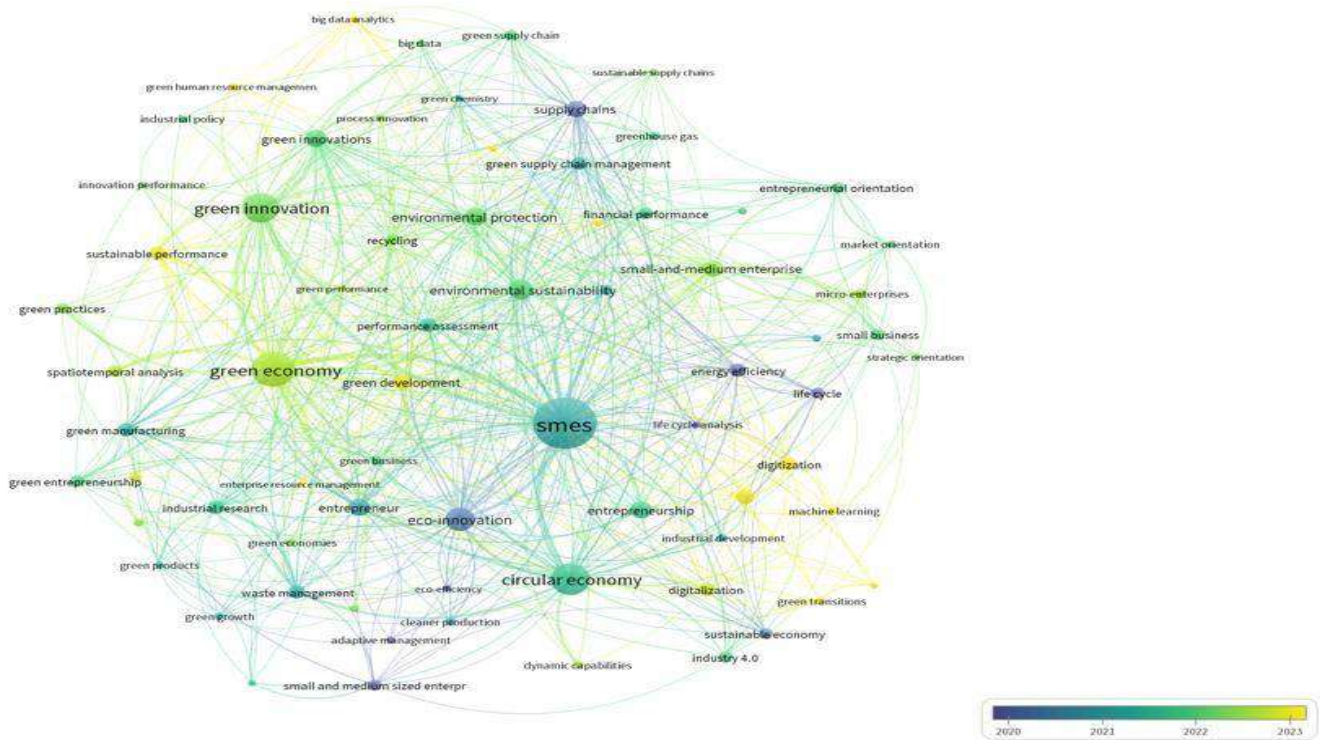 big data analytics
big data
green supply chain
sustainable supply chains
green human resource managemen
green chemistry
supply chains
industrial policy
process innovation
green innovations
greenhouse gas
green supply chain management
innovation performance
entrepreneurial orientation
green innovation
environmental protection
financial performance
recycling
market orientation
sustainable performance
small-and-medium enterprise
green performance
environmental sustainability
micro-enterprises
green practices
performance assessment
small business
strategic orientation
spatiotemporal analysis
green economy
green development
energy efficiency
life cycle
smes
life cycle analysis
green manufacturing
green business
digitization
green entrepreneurship
enterprise resource management
industrial research
entrepreneur
eco-innovation
entrepreneurship
machine learning
green economies
industrial development
green products
circular economy
waste management
eco-efficiency
digitalization
green transitions
green growth
cleaner production
adaptive management
sustainable economy
dynamic capabilities
industry 4.0
small and medium sized enterpr
2020 2021 2022 2023